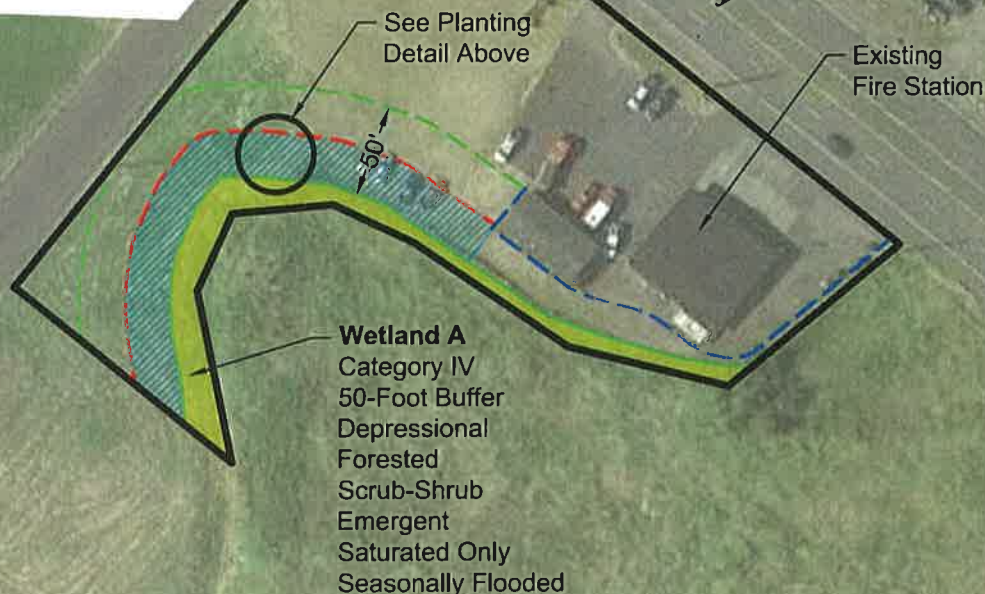 See Planting
Detail Above
Existing
Fire Station
50'
Wetland A
Category IV
50-Foot Buffer
Depressional
Forested
Scrub-Shrub
Emergent
Saturated Only
Seasonally Flooded